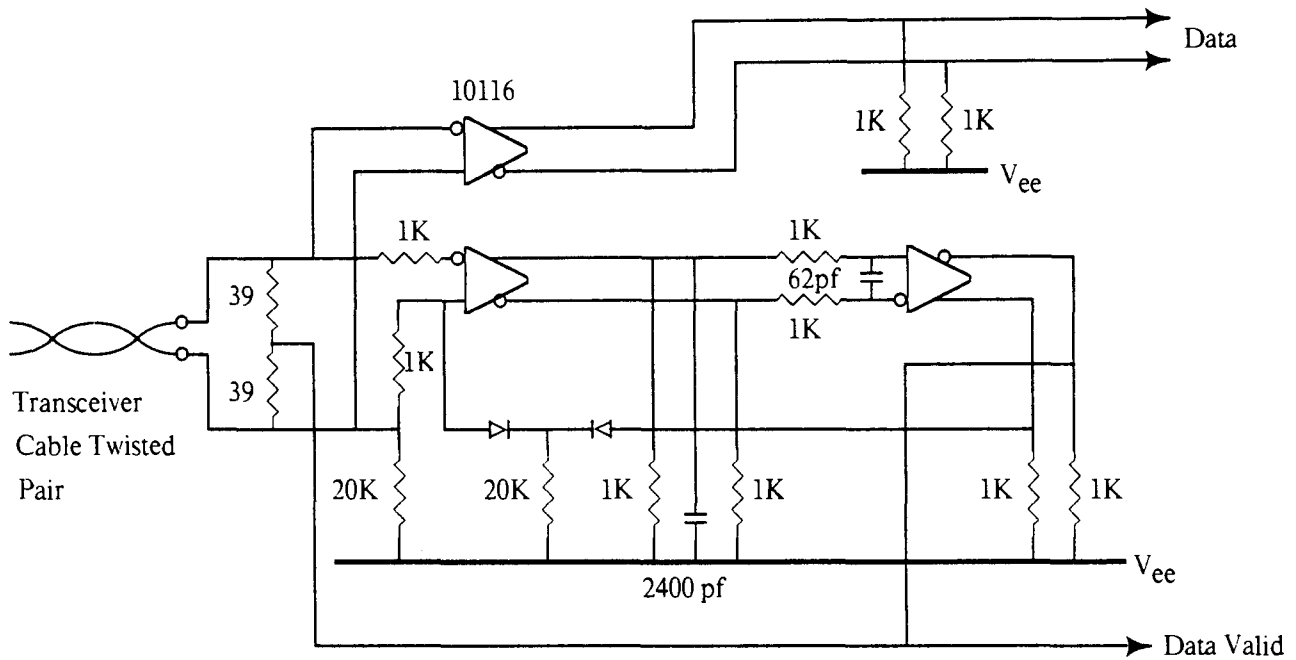 Data
10116
1K
1K
V_ee
1K
1K
39
62pf
1K
1K
39
Transceiver
Cable Twisted
Pair
20K
20K
1K
1K
1K
1K
2400 pf
V_ee
Data Valid